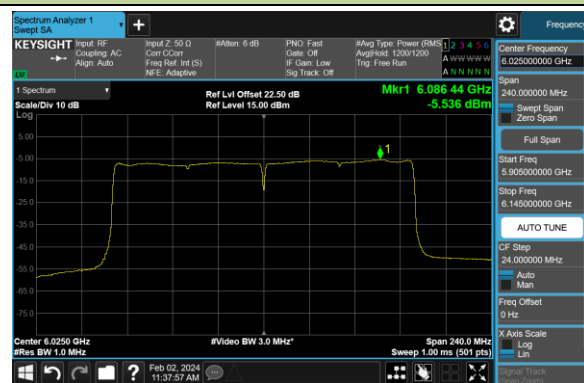 Spectrum Analyzer 1
Swept SA
+
Frequency
KEYSIGHT
Input: RF
Coupling: AC
Align: Auto
Input Z: 50 Ω
Corr CCorr
Freq Ref: Int (S)
NFE: Adaptive
#Atten: 6 dB
PNO: Fast
Gate: Off
IF Gain: Low
Sig Track: Off
#Avg Type: Power (RMS
Avg|Hold: 1200/1200
Trig: Free Run
1 2 3 4 5 6
A W W W W W
A N N N N N
LXI
1 Spectrum
Scale/Div 10 dB
Log
Ref Lvl Offset 22.50 dB
Ref Level 15.00 dBm
Mkr1 6.086 44 GHz
-5.536 dBm
5.00
-5.00
-15.0
-25.0
-35.0
-45.0
-55.0
-65.0
-75.0
1
Center 6.0250 GHz
#Res BW 1.0 MHz
#Video BW 3.0 MHz*
Span 240.0 MHz
Sweep 1.00 ms (501 pts)
Center Frequency
6.025000000 GHz
Span
240.000000 MHz
Swept Span
Zero Span
Full Span
Start Freq
5.905000000 GHz
Stop Freq
6.145000000 GHz
AUTO TUNE
CF Step
24.000000 MHz
Auto
Man
Freq Offset
0 Hz
X Axis Scale
Log
Lin
Signal Track
?
Feb 02, 2024
11:37:57 AM